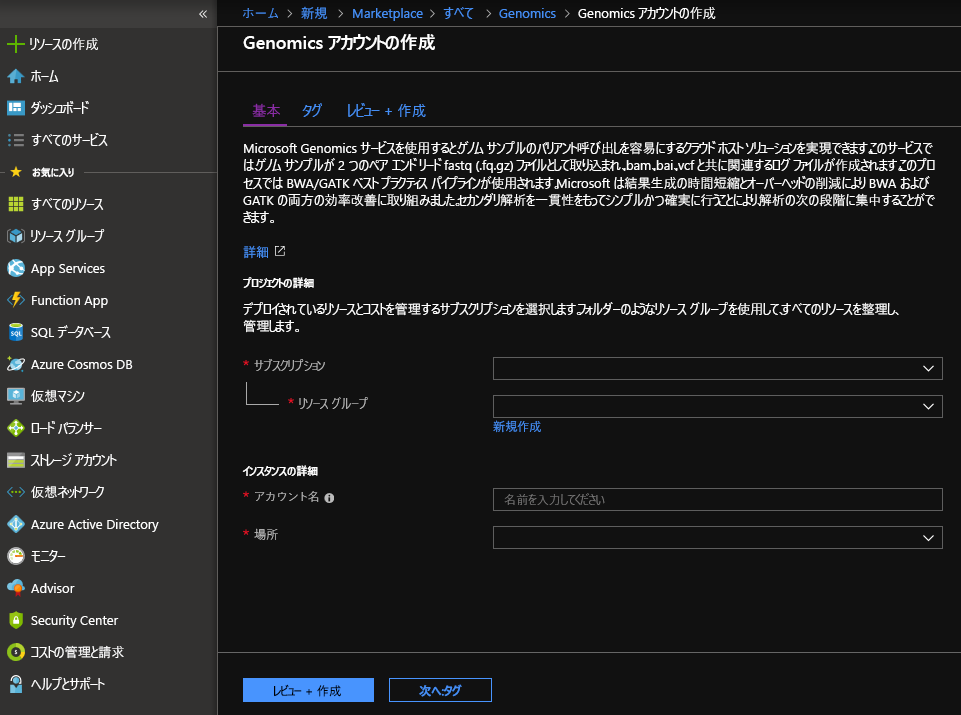 «
リソースの作成
ホーム
ダッシュボード
すべてのサービス
お気に入り
すべてのリソース
リソース グループ
App Services
Function App
SQL データベース
Azure Cosmos DB
仮想マシン
ロード バランサー
ストレージ アカウント
仮想ネットワーク
Azure Active Directory
モニター
Advisor
Security Center
コストの管理と請求
ヘルプとサポート
ホーム > 新規 > Marketplace > すべて > Genomics > Genomics アカウントの作成
Genomics アカウントの作成
基本 タグ レビュー + 作成
Microsoft Genomics サービスを使用するとゲノム サンプルのバリアント呼び出しを容易にするクラウド ホスト ソリューションを実現できます。このサービスで
はゲノム サンプルが 2 つのペア エンド リード fastq (.fq.gz) ファイルとして取り込まれ、.bam、.bai、.vcf と共に関連するログ ファイルが作成されます。このプロ
セスでは BWA/GATK ベスト プラクティス パイプラインが使用されます。Microsoft は結果生成の時間短縮とオーバーヘッドの削減により BWA および
GATK の両方の効率改善に取り組みました。セカンダリ解析を一貫性をもってシンプルかつ確実に行うことにより、解析の次の段階に集中することがで
きます。
詳細
プロジェクトの詳細
デプロイされているリソースとコストを管理するサブスクリプションを選択します。フォルダーのようなリソース グループを使用して、すべてのリソースを整理し、
管理します。
* サブスクリプション
* リソース グループ
新規作成
インスタンスの詳細
* アカウント名
名前を入力してください
* 場所
レビュー + 作成 次へ:タグ